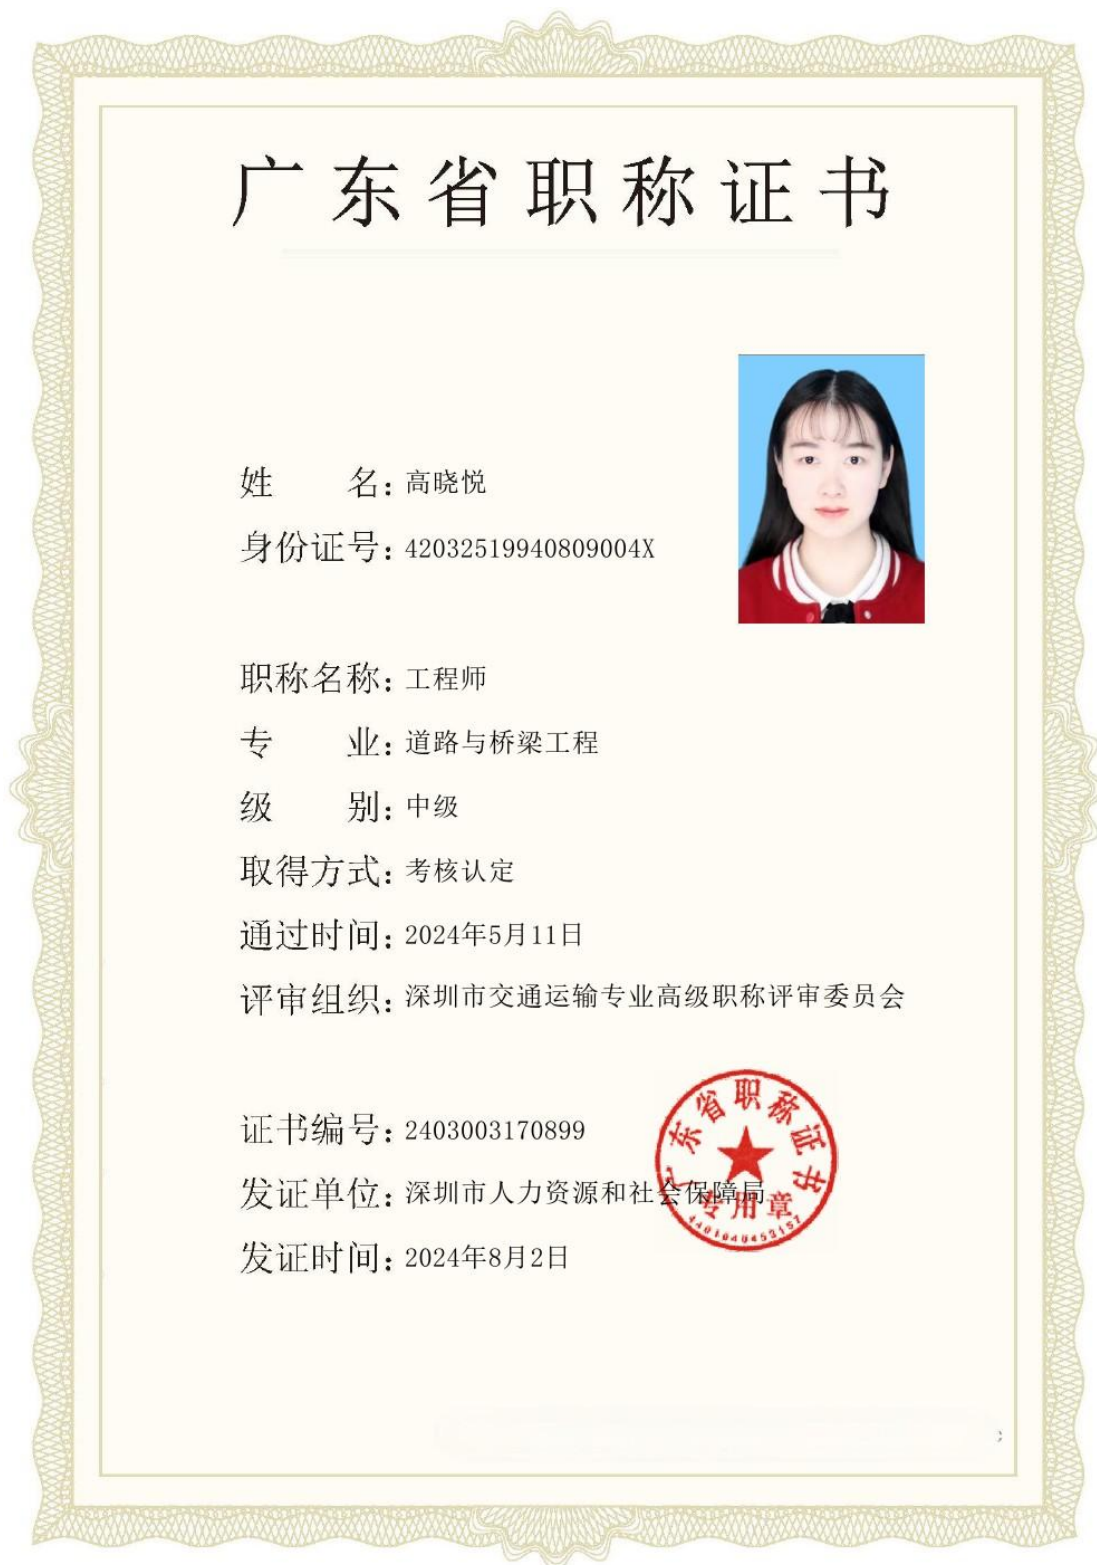 广东省职称证书
姓 名：高晓悦
身份证号：42032519940809004X
职称名称：工程师
专 业：道路与桥梁工程
级 别：中级
取得方式：考核认定
通过时间：2024年5月11日
评审组织：深圳市交通运输专业高级职称评审委员会
证书编号：2403003170899
发证单位：深圳市人力资源和社会保障局
发证时间：2024年8月2日
广东省职称证书
专用章
4401040452157